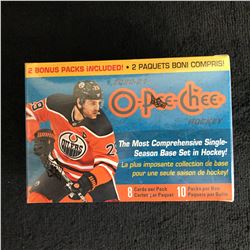 2 BONUS PACKS INCLUDED! • 2 PAQUETS BONI COMPRIS!
O-Pee-Chee
HOCKEY
The Most Comprehensive Single-
Season Base Set in Hockey!
La plus imposante collection de base
pour une seule saison de hockey!
8 Cards per Pack
Cartes par Paquet
10 Packs per Box
Paquets par Boîte